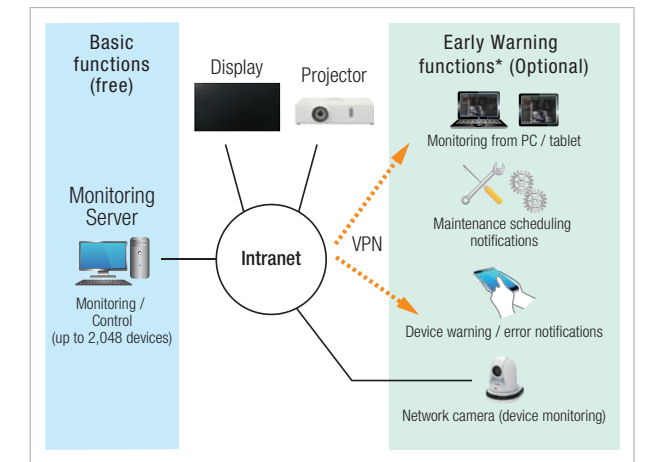 Basic
functions
(free)
Display
Projector
Early Warning
functions* (Optional)
Monitoring from PC / tablet
Maintenance scheduling
notifications
Monitoring
Server
Intranet
VPN
Monitoring /
Control
(up to 2,048 devices)
Device warning / error notifications
Network camera (device monitoring)